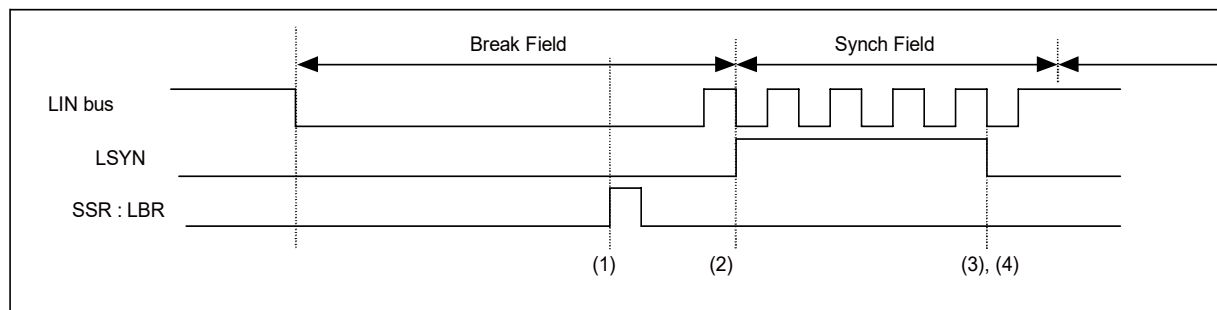 Break Field
Synch Field
LIN bus
LSYN
SSR : LBR
(1)
(2)
(3), (4)